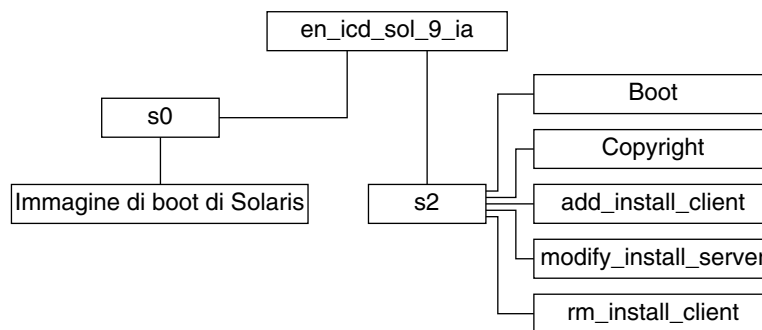 en_icd_sol_9_ia
s0
Immagine di boot di Solaris
s2
Boot
Copyright
add_install_client
modify_install_server
rm_install_client